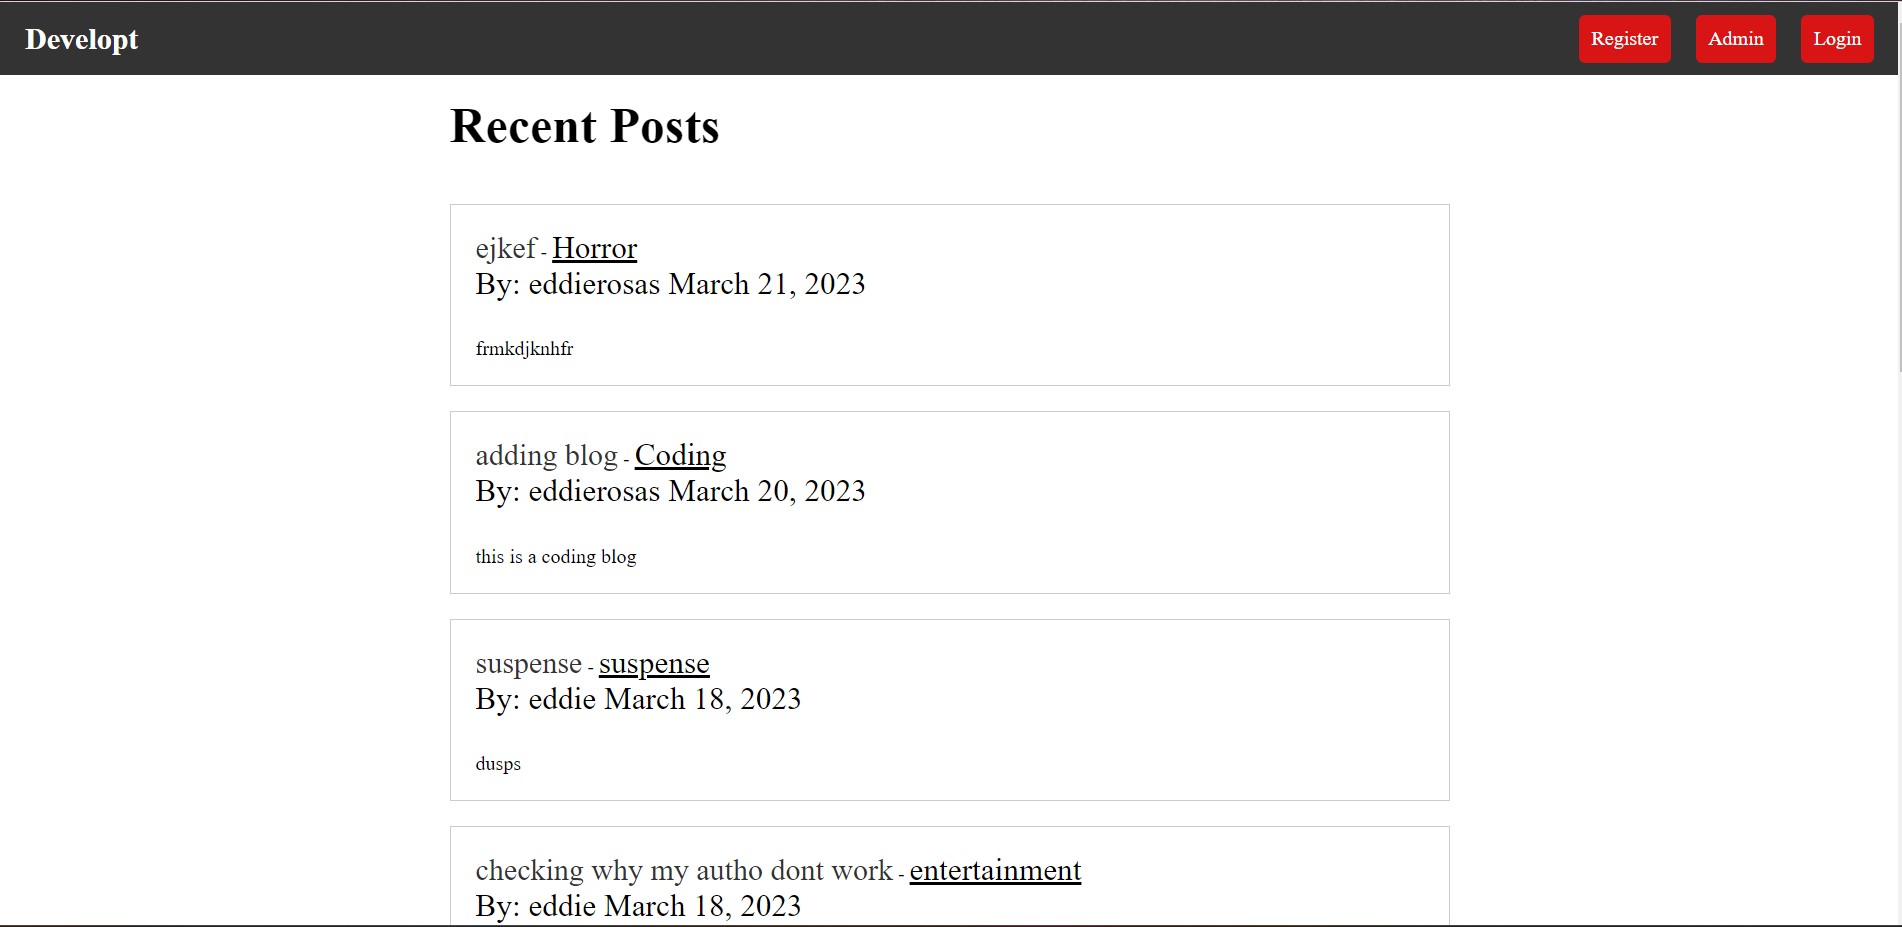 Developt
Register Admin Login
Recent Posts
ejkef - Horror
By: eddierosas March 21, 2023
frmkdjknhfr
adding blog - Coding
By: eddierosas March 20, 2023
this is a coding blog
suspense - suspense
By: eddie March 18, 2023
dusps
checking why my autho dont work - entertainment
By: eddie March 18, 2023